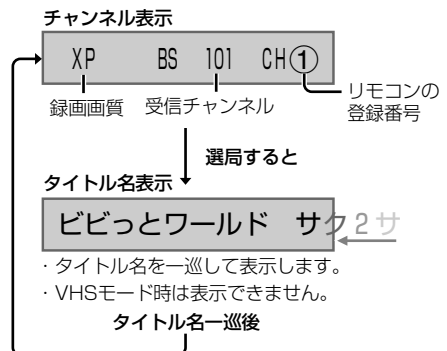 チャンネル表示
XP BS 101 CH①
録画画質 受信チャンネル リモコンの登録番号
選局すると
タイトル名表示
ビビっとワールド サク2サ
・タイトル名を一巡して表示します。
・VHSモード時は表示できません。
タイトル名一巡後